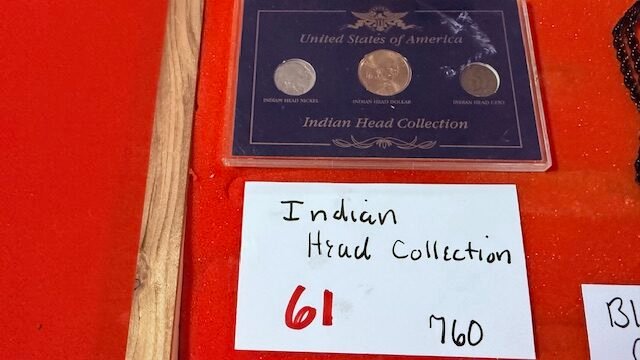 United States of America
INDIAN HEAD NICKEL
INDIAN HEAD DOLLAR
INDIAN HEAD CENT
Indian Head Collection
Indian
Head Collection
61
760
BL